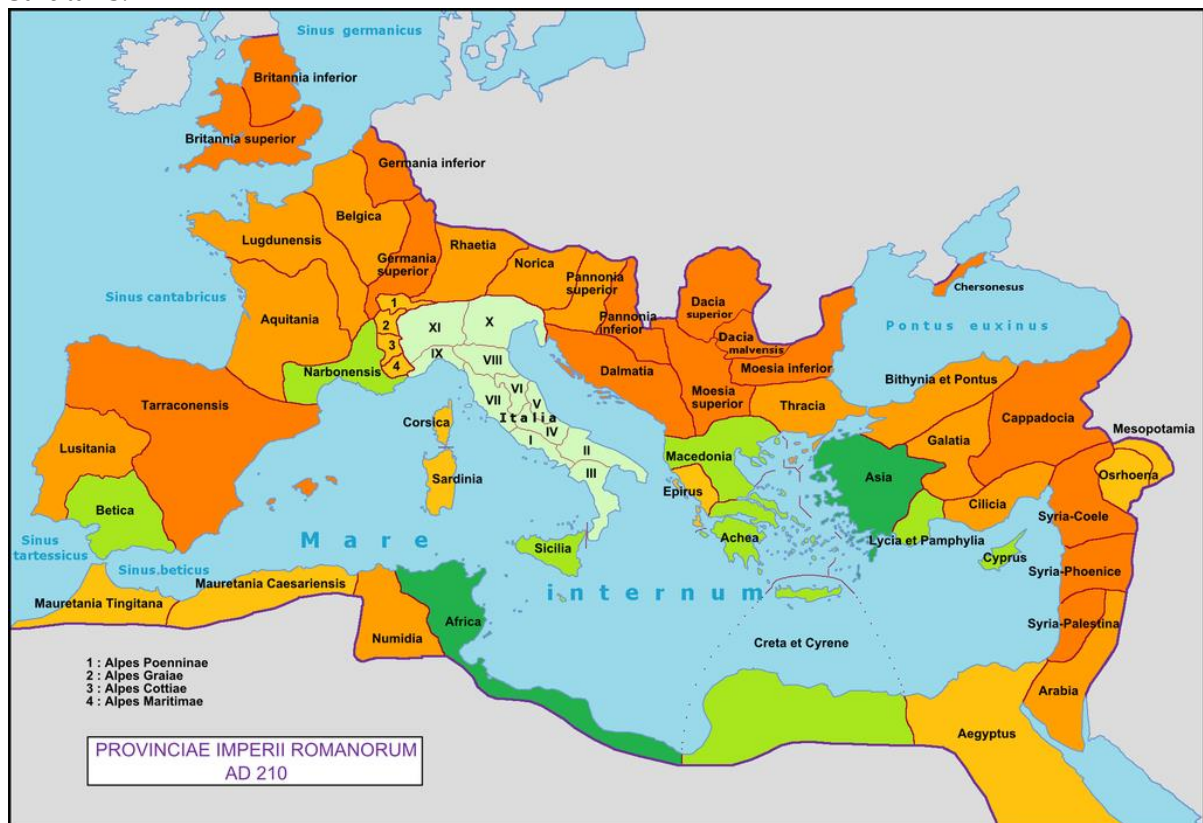 Sinus germanicus
Britannia inferior
Britannia superior
Germania inferior
Belgica
Lugdunensis
Germania
superior
Rhaetia
Norica
Pannonia
superior
Pannonia
inferior
Dacia
superior
Dacia
malvensis
Chersonesus
Sinus cantabricus
Aquitania
Pontus euxinus
1
2
3
4
XI
X
IX
VIII
VII
VI
V
IV
Italia
I
II
III
Narbonensis
Dalmatia
Moesia
superior
Moesia inferior
Bithynia et Pontus
Tarraconensis
Thracia
Cappadocia
Corsica
Galatia
Mesopotamia
Lusitania
Macedonia
Osrhoena
Sardinia
Epirus
Asia
Cilicia
Betica
Syria-Coele
Mare
Achea
Lycia et Pamphylia
Sinus
tartessicus
Sicilia
Cyprus
Sinus beticus
Syria-Phoenice
Mauretania Caesariensis
internum
Mauretania Tingitana
Africa
Syria-Palestina
Numidia
Creta et Cyrene
1 : Alpes Poenninae
2 : Alpes Graiae
3 : Alpes Cottiae
4 : Alpes Maritimae
Arabia
Aegyptus
PROVINCIAE IMPERII ROMANORUM
AD 210